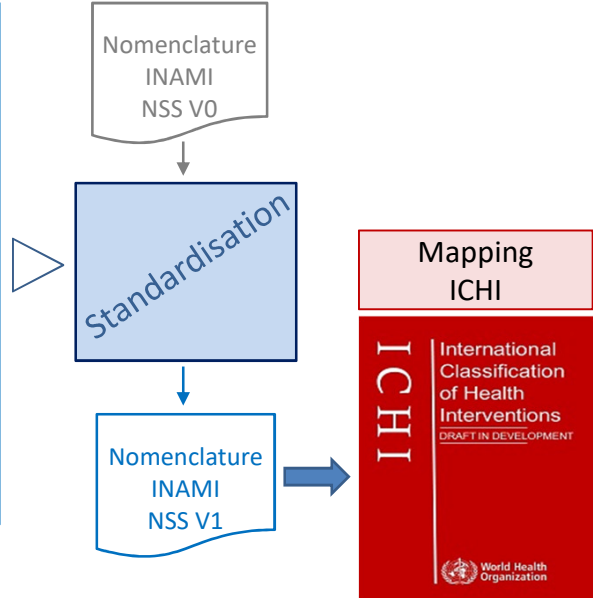 Nomenclature
INAMI
NSS V0
Standardisation
Nomenclature
INAMI
NSS V1
Mapping
ICHI
ICHI
International
Classification
of Health
Interventions
DRAFT IN DEVELOPMENT
World Health
Organization